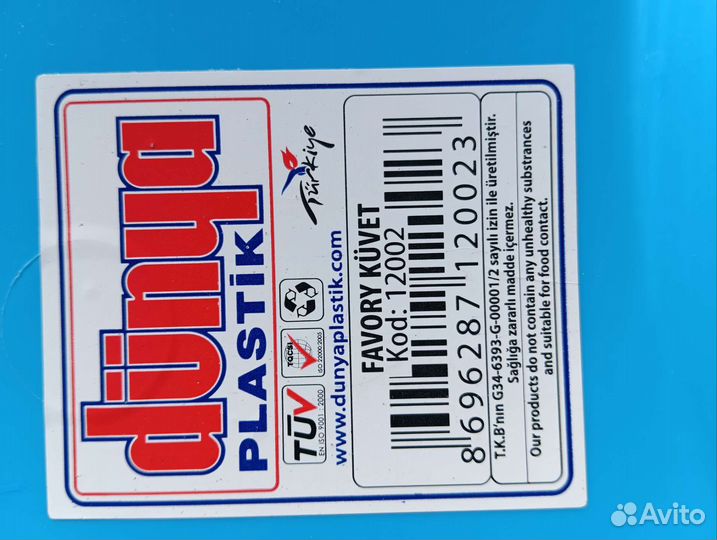 dünya
PLASTİK
Türkiye
TÜV
EN ISO 9001 : 2000
TQCSI
ISO 22000:2005
www.dunyaplastik.com
FAVORY KÜVET
Kod: 12002
8 696287 120023
T.K.B'nın G34-6393-G-00001/2 sayılı izin ile üretilmiştir.
Sağlığa zararlı madde içermez.
Our products do not contain any unhealthy substrances
and suitable for food contact.
Avito